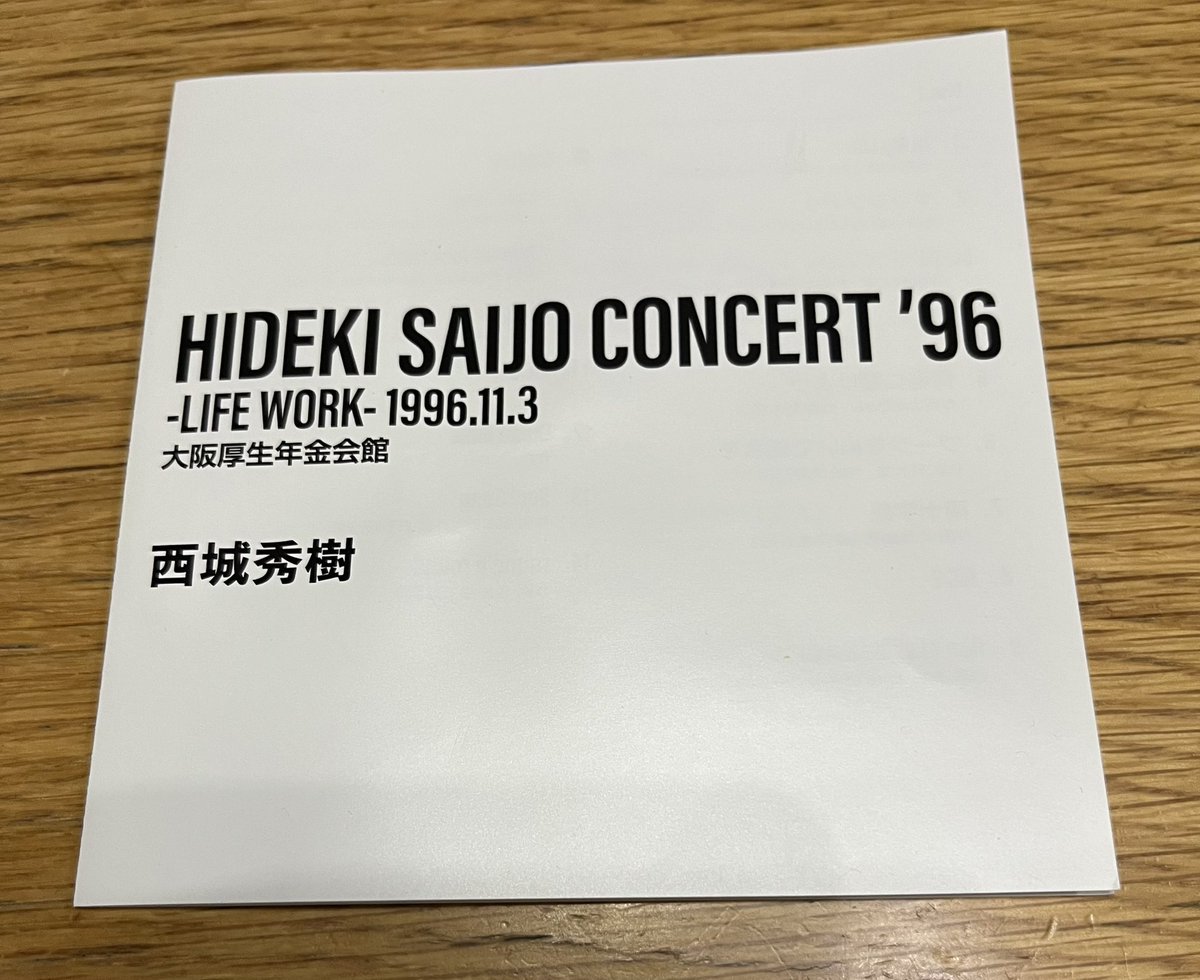 HIDEKI SAIJO CONCERT '96
-LIFE WORK- 1996.11.3
大阪厚生年金会館
西城秀樹